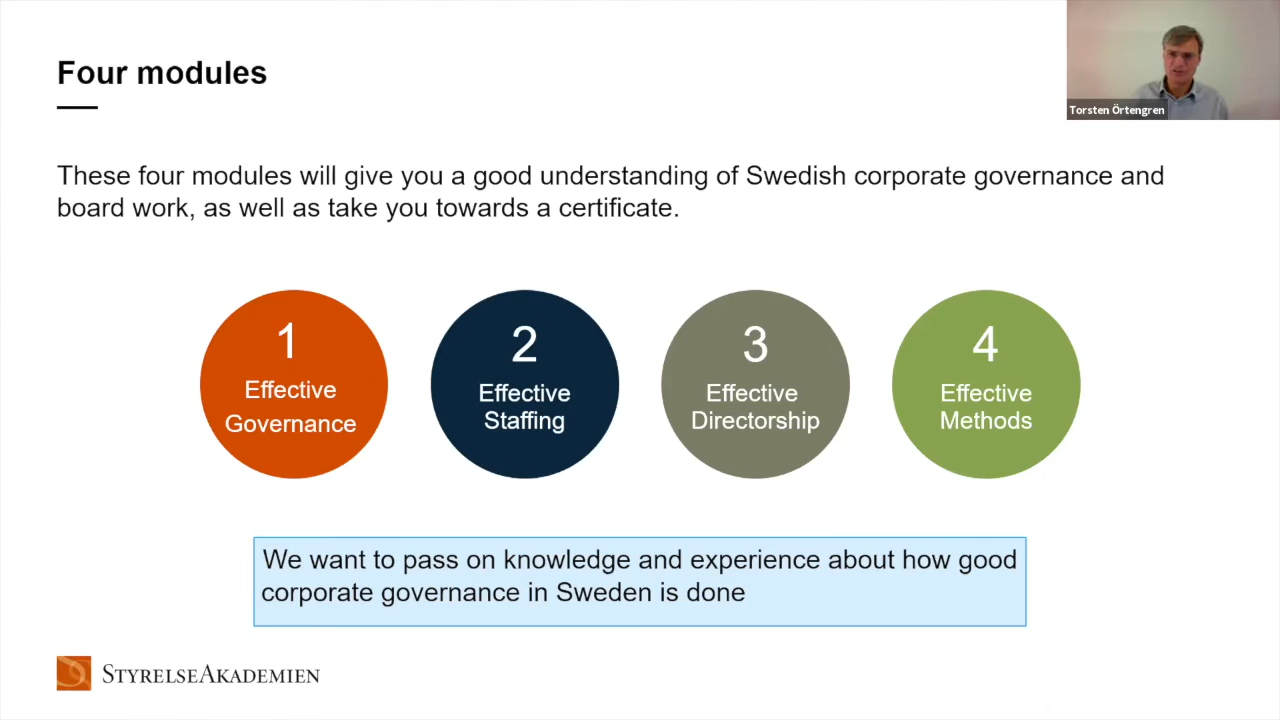 Four modules
Torsten Örtengren
These four modules will give you a good understanding of Swedish corporate governance and
board work, as well as take you towards a certificate.
1
Effective
Governance
2
Effective
Staffing
3
Effective
Directorship
4
Effective
Methods
We want to pass on knowledge and experience about how good
corporate governance in Sweden is done
STYRELSEAKADEMIEN